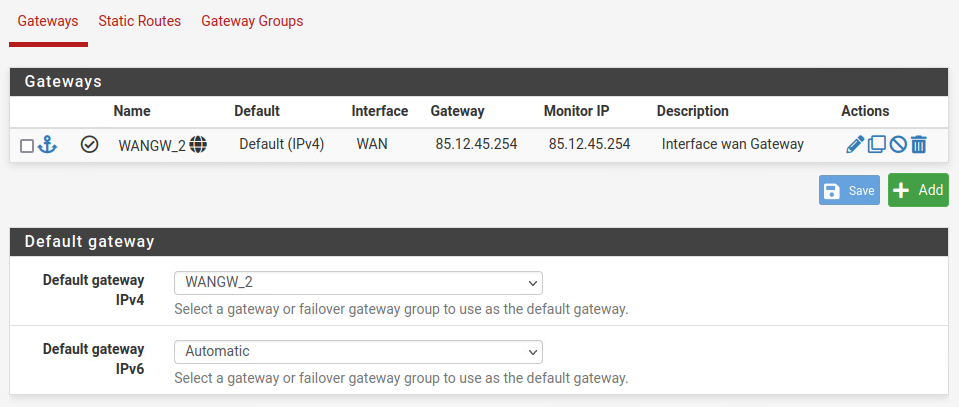 Gateways Static Routes Gateway Groups
Gateways
Name Default Interface Gateway Monitor IP Description Actions
WANGW_2 Default (IPv4) WAN 85.12.45.254 85.12.45.254 Interface wan Gateway
Save Add
Default gateway
Default gateway IPv4 WANGW_2
Select a gateway or failover gateway group to use as the default gateway.
Default gateway IPv6 Automatic
Select a gateway or failover gateway group to use as the default gateway.